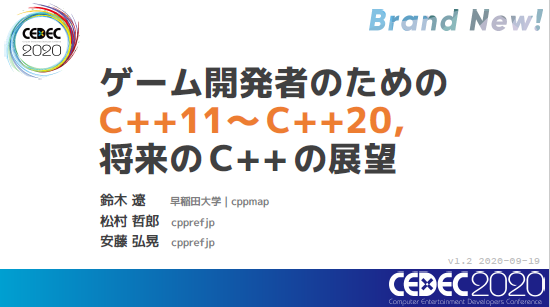 CEDEC
2020
Brand New!
ゲーム開発者のための
C++11～C++20,
将来のC++の展望
鈴木 遼 早稲田大学 | cppmap
松村 哲郎 cpprefjp
安藤 弘晃 cpprefjp
v1.2 2020-09-19
CEDEC2020
Computer Entertainment Developers Conference